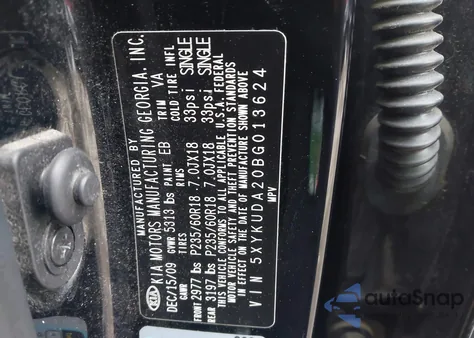 MANUFACTURED BY
KIA MOTORS MANUFACTURING GEORGIA, INC.
DEC/15/09 GVWR 5313 lbs PAINT EB TRIM VA
GAWR RIMS COLD TIRE INFL
FRONT 2977 lbs P235/60R18 7.0JX18 33psi SINGLE
REAR 3197 lbs P235/60R18 7.0JX18 33psi SINGLE
THIS VEHICLE CONFORMS TO ALL APPLICABLE U.S.A. FEDERAL
MOTOR VEHICLE SAFETY AND THEFT PREVENTION STANDARDS
IN EFFECT ON THE DATE OF MANUFACTURE SHOWN ABOVE
VIN 5XYKUDA20BG013624
KIA
autoSnap